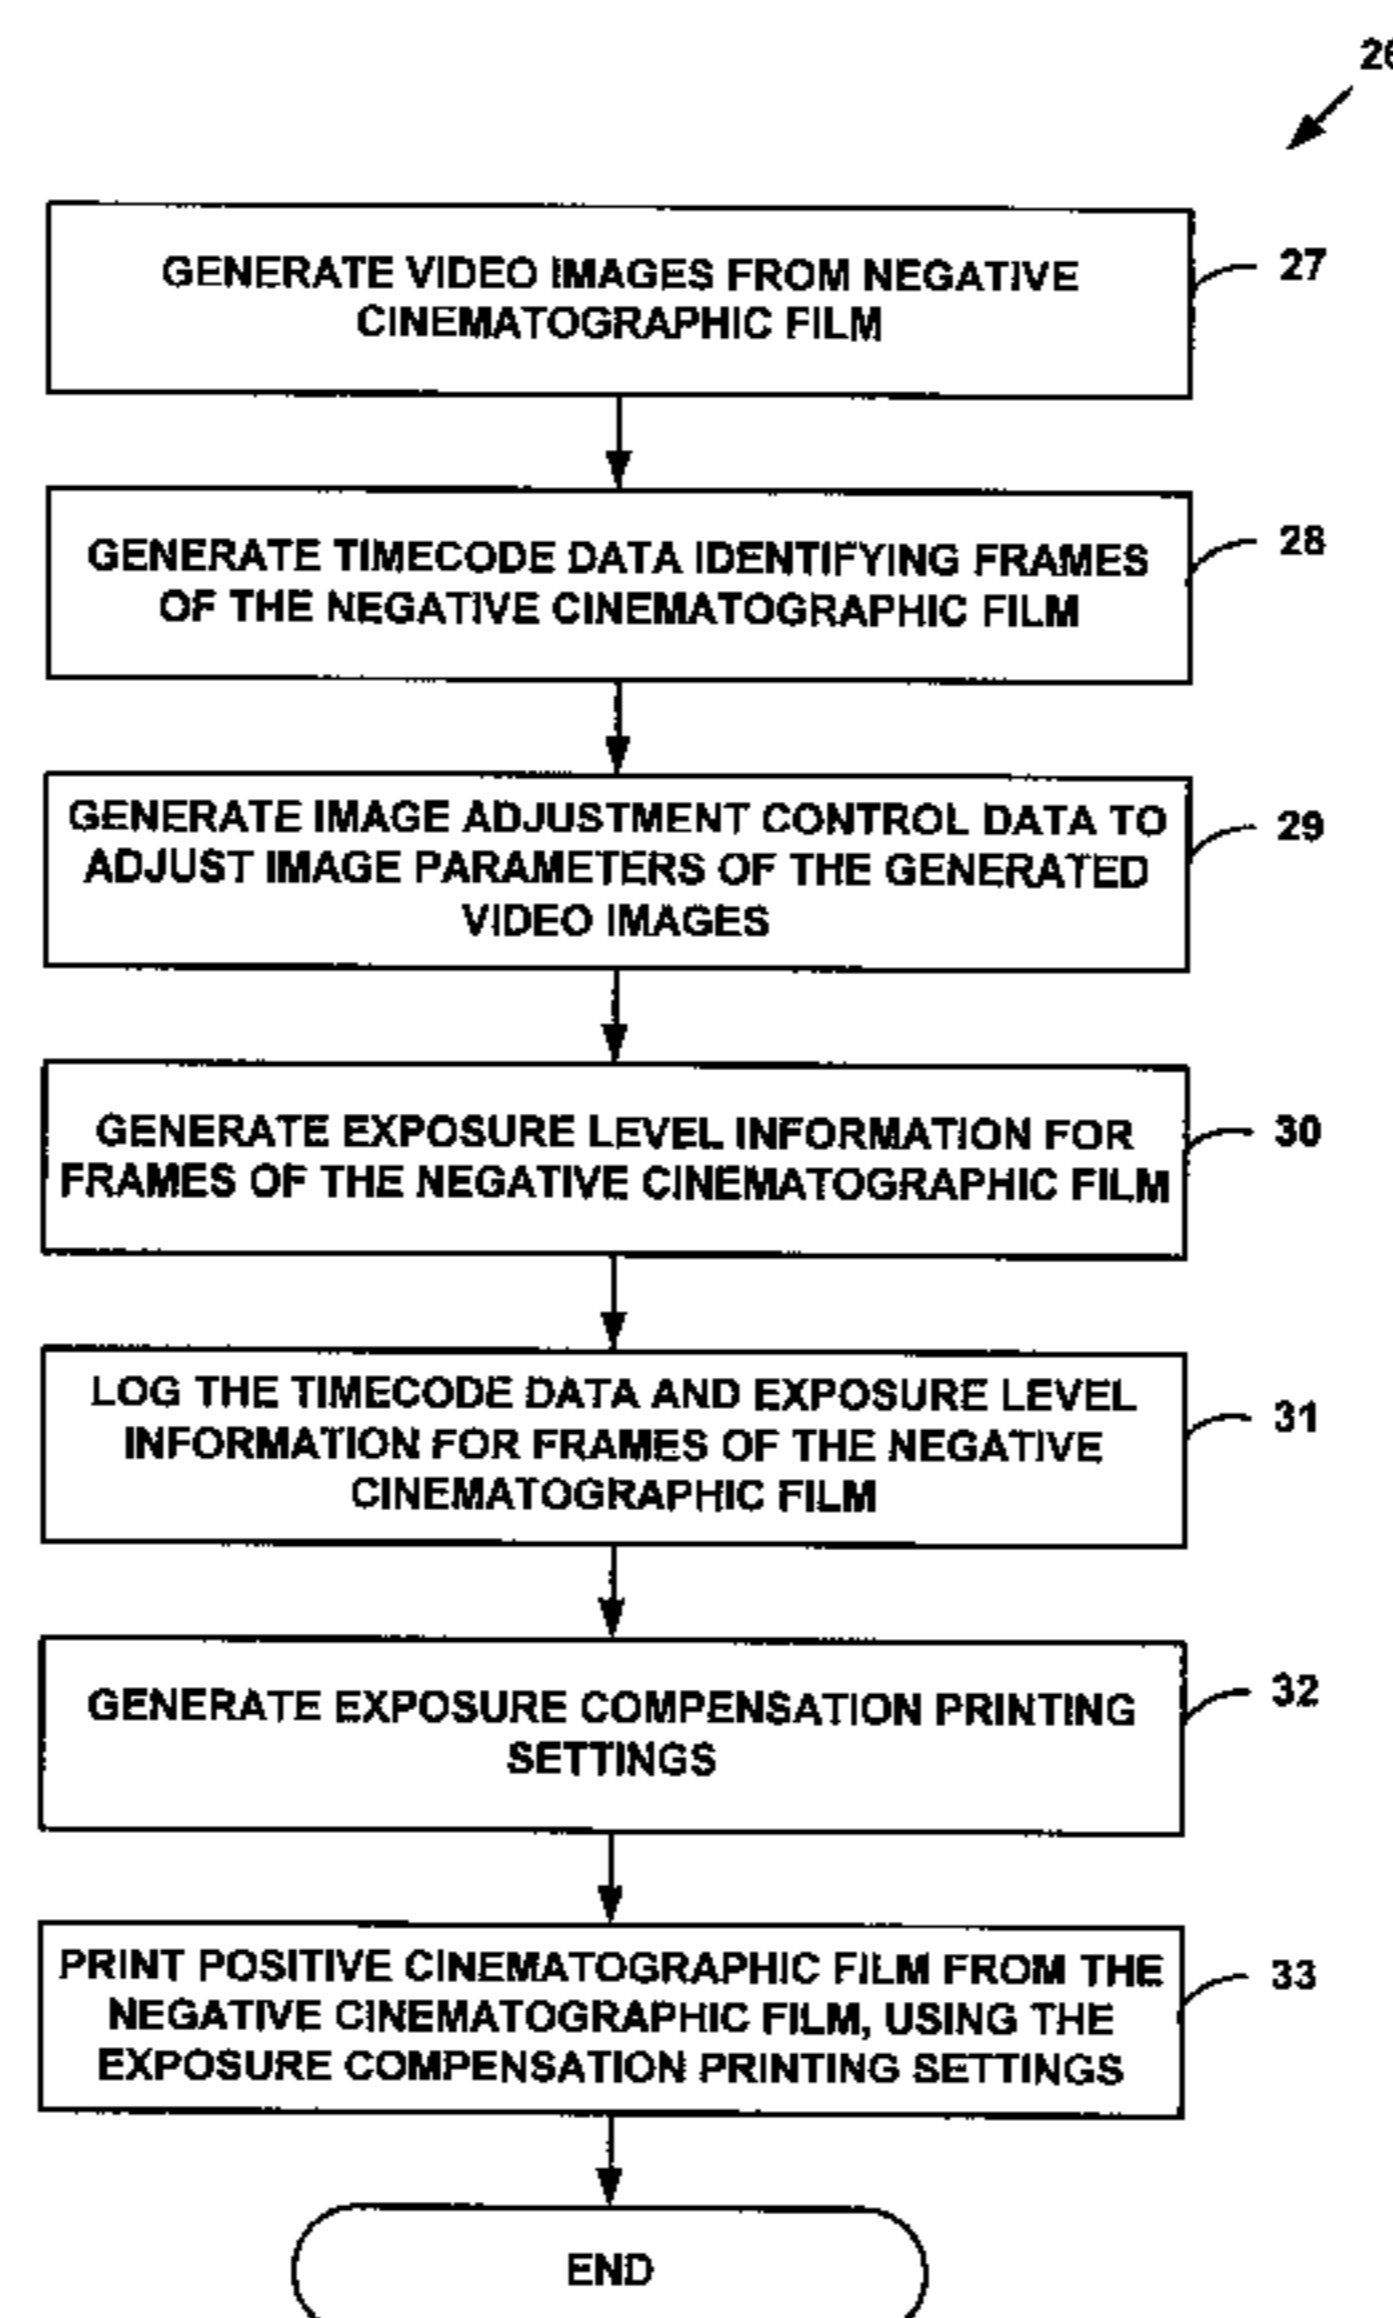 26
GENERATE VIDEO IMAGES FROM NEGATIVE
CINEMATOGRAPHIC FILM
27
GENERATE TIMECODE DATA IDENTIFYING FRAMES
OF THE NEGATIVE CINEMATOGRAPHIC FILM
28
GENERATE IMAGE ADJUSTMENT CONTROL DATA TO
ADJUST IMAGE PARAMETERS OF THE GENERATED
VIDEO IMAGES
29
GENERATE EXPOSURE LEVEL INFORMATION FOR
FRAMES OF THE NEGATIVE CINEMATOGRAPHIC FILM
30
LOG THE TIMECODE DATA AND EXPOSURE LEVEL
INFORMATION FOR FRAMES OF THE NEGATIVE
CINEMATOGRAPHIC FILM
31
GENERATE EXPOSURE COMPENSATION PRINTING
SETTINGS
32
PRINT POSITIVE CINEMATOGRAPHIC FILM FROM THE
NEGATIVE CINEMATOGRAPHIC FILM, USING THE
EXPOSURE COMPENSATION PRINTING SETTINGS
33
END